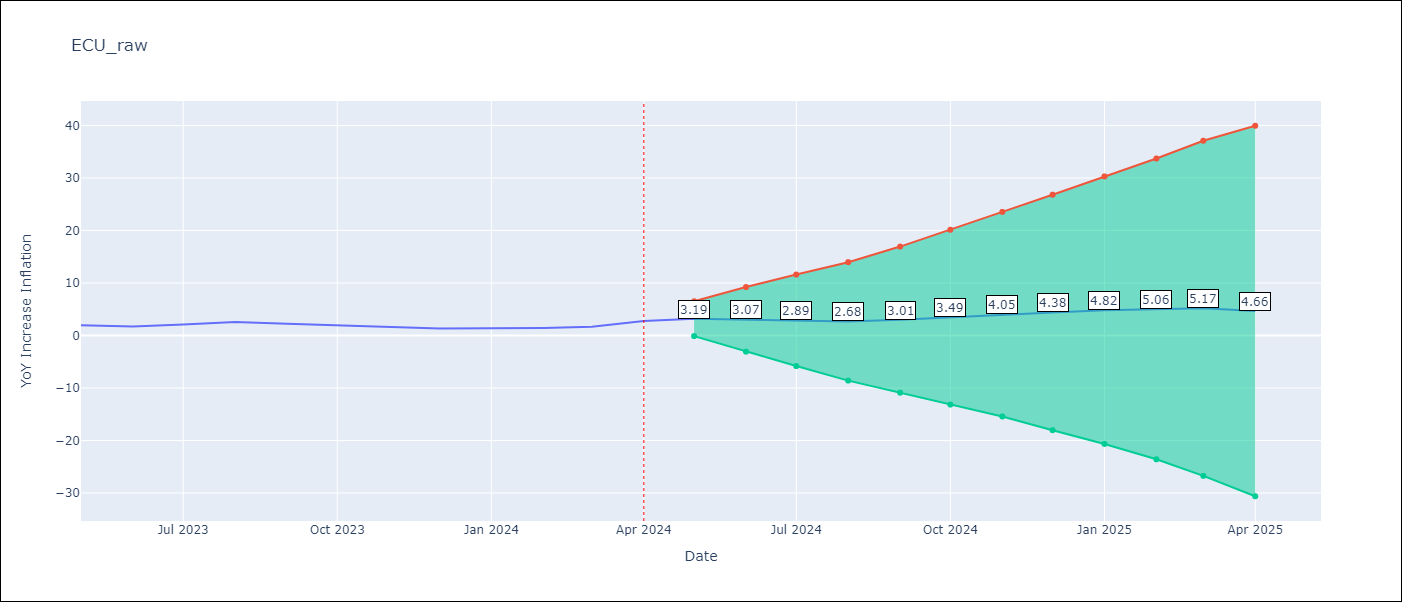 ECU_raw
YoY Increase Inflation
40
30
20
10
0
−10
−20
−30
3.19
3.07
2.89
2.68
3.01
3.49
4.05
4.38
4.82
5.06
5.17
4.66
Jul 2023
Oct 2023
Jan 2024
Apr 2024
Jul 2024
Oct 2024
Jan 2025
Apr 2025
Date